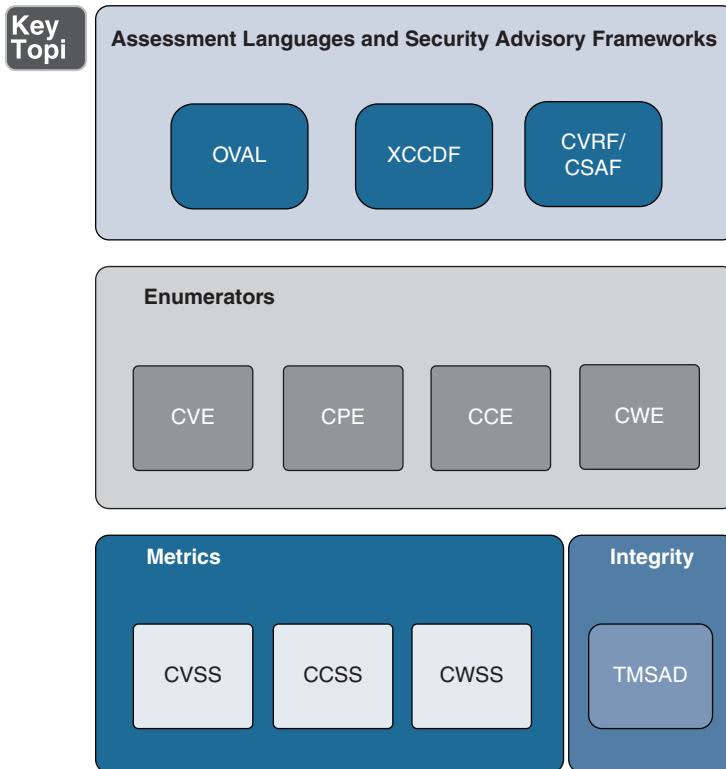 Key
Topi
Assessment Languages and Security Advisory Frameworks
OVAL
XCCDF
CVRF/
CSAF
Enumerators
CVE
CPE
CCE
CWE
Metrics
CVSS
CCSS
CWSS
Integrity
TMSAD